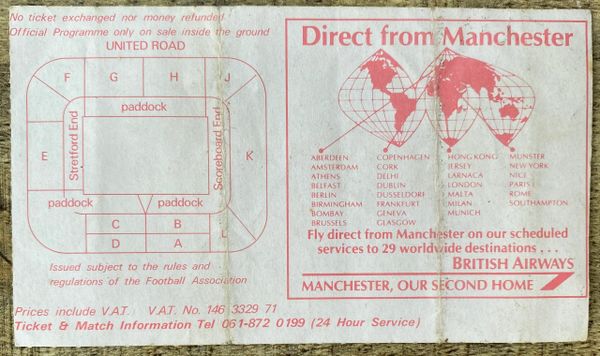 No ticket exchanged nor money refunded
Official Programme only on sale inside the ground
UNITED ROAD
F
G
H
J
paddock
Stretford End
Scoreboard End
E
K
paddock
paddock
C
B
D
A
L
Issued subject to the rules and
regulations of the Football Association
Prices include V.A.T. V.A.T. No. 146 3329 71
Ticket & Match Information Tel 061-872 0199 (24 Hour Service)
Direct from Manchester
ABERDEEN
AMSTERDAM
ATHENS
BELFAST
BERLIN
BIRMINGHAM
BOMBAY
BRUSSELS
COPENHAGEN
CORK
DELHI
DUBLIN
DUSSELDORF
FRANKFURT
GENEVA
GLASGOW
HONG KONG
JERSEY
LARNACA
LONDON
MALTA
MILAN
MUNICH
MUNSTER
NEW YORK
NICE
PARIS
ROME
SOUTHAMPTON
Fly direct from Manchester on our scheduled
services to 29 worldwide destinations . . .
BRITISH AIRWAYS
MANCHESTER, OUR SECOND HOME